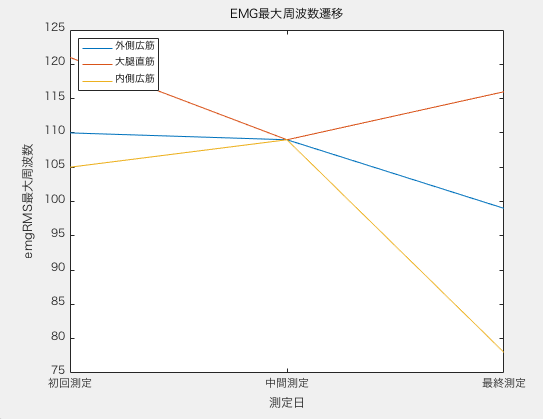 EMG最大周波数遷移
外側広筋
大腿直筋
内側広筋
emgRMS最大周波数
125
120
115
110
105
100
95
90
85
80
75
初回測定
中間測定
最終測定
測定日